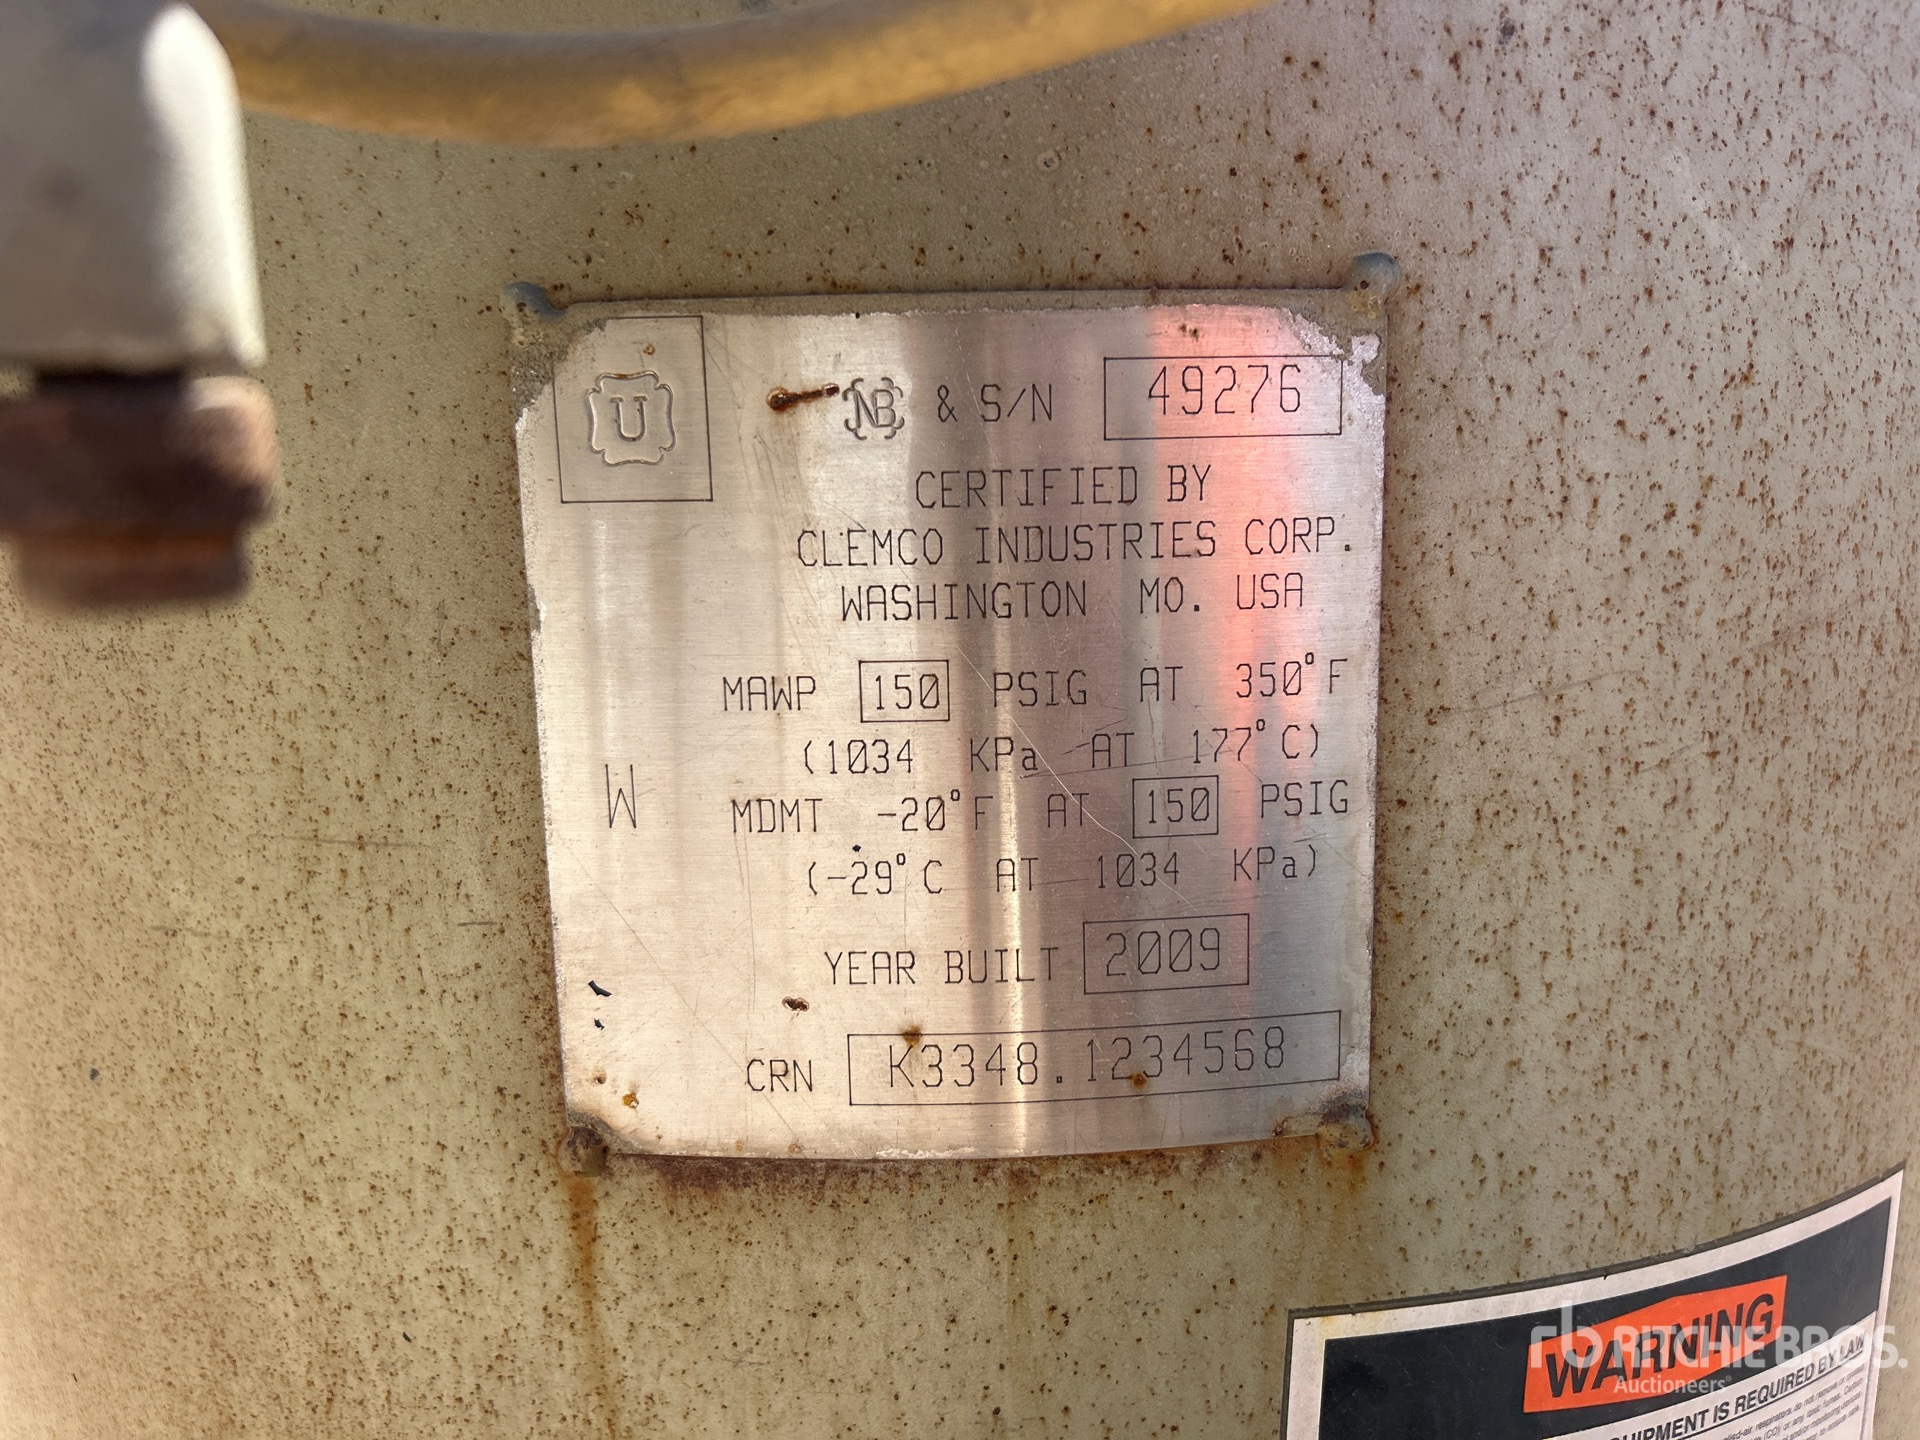 U
NB & S/N 49276
CERTIFIED BY
CLEMCO INDUSTRIES CORP.
WASHINGTON MO. USA
MAWP 150 PSIG AT 350°F
(1034 KPa AT 177°C)
W
MDMT -20°F AT 150 PSIG
(-29°C AT 1034 KPa)
YEAR BUILT 2009
CRN K3348.1234568
WARNING
rb RITCHIE BROS.
Auctioneers
IS REQUIRED BY LAW